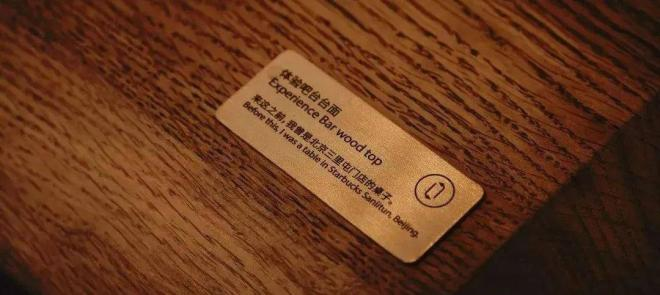 体验吧台台面
Experience Bar wood top
来这之前，我曾是北京三里屯门店的桌子。
Before this, I was a table in Starbucks Sanlitun, Beijing.